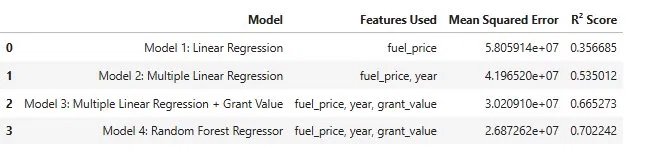 Model Features Used Mean Squared Error R² Score
0 Model 1: Linear Regression fuel_price 5.805914e+07 0.356685
1 Model 2: Multiple Linear Regression fuel_price, year 4.196520e+07 0.535012
2 Model 3: Multiple Linear Regression + Grant Value fuel_price, year, grant_value 3.020910e+07 0.665273
3 Model 4: Random Forest Regressor fuel_price, year, grant_value 2.687262e+07 0.702242